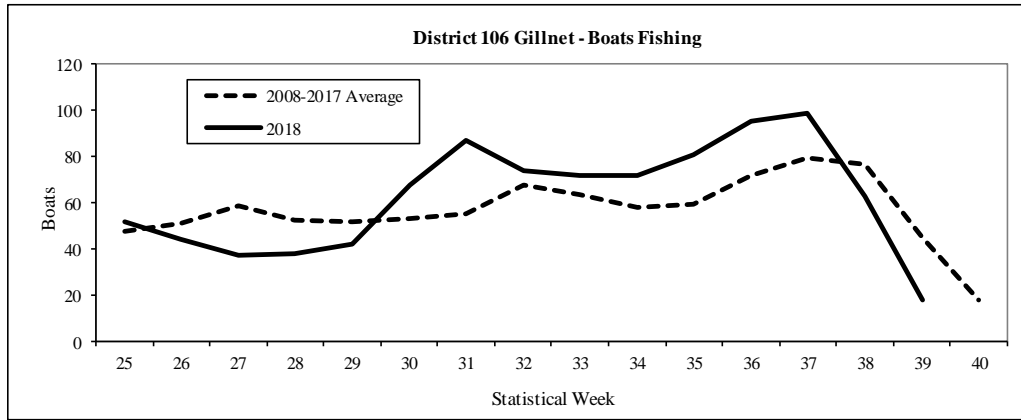 District 106 Gillnet - Boats Fishing
120
100
80
60
40
20
0
Boats
2008-2017 Average
2018
25 26 27 28 29 30 31 32 33 34 35 36 37 38 39 40
Statistical Week